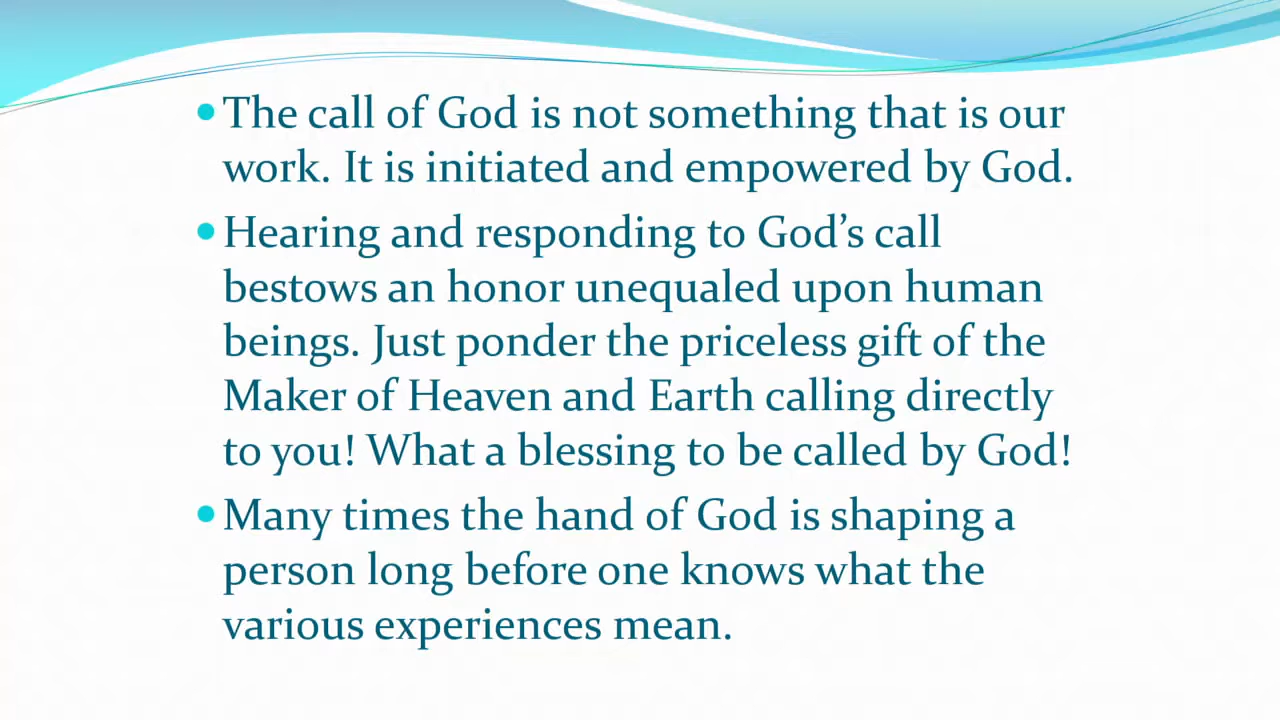 • The call of God is not something that is our
work. It is initiated and empowered by God.
• Hearing and responding to God’s call
bestows an honor unequaled upon human
beings. Just ponder the priceless gift of the
Maker of Heaven and Earth calling directly
to you! What a blessing to be called by God!
• Many times the hand of God is shaping a
person long before one knows what the
various experiences mean.